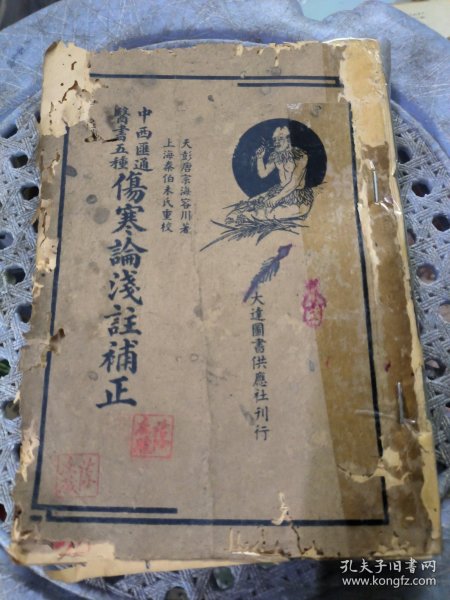 大達圖書供應社刊行
天彭唐宗海容川著
上海秦伯未氏重校
中西匯通
醫書五種
傷寒論淺註補正
孔夫子旧书网
www.kongfz.com